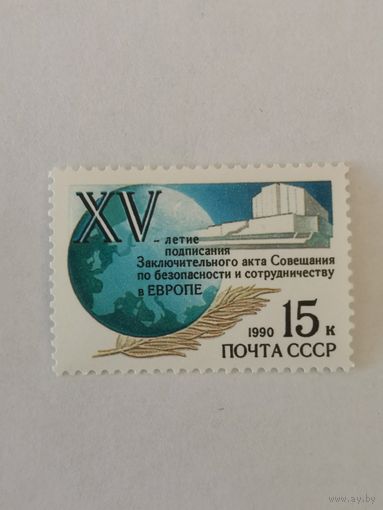 XV
- летие
подписания
Заключительного акта Совещания
по безопасности и сотрудничеству
в ЕВРОПЕ
1990 15 к
ПОЧТА СССР
www.ay.by